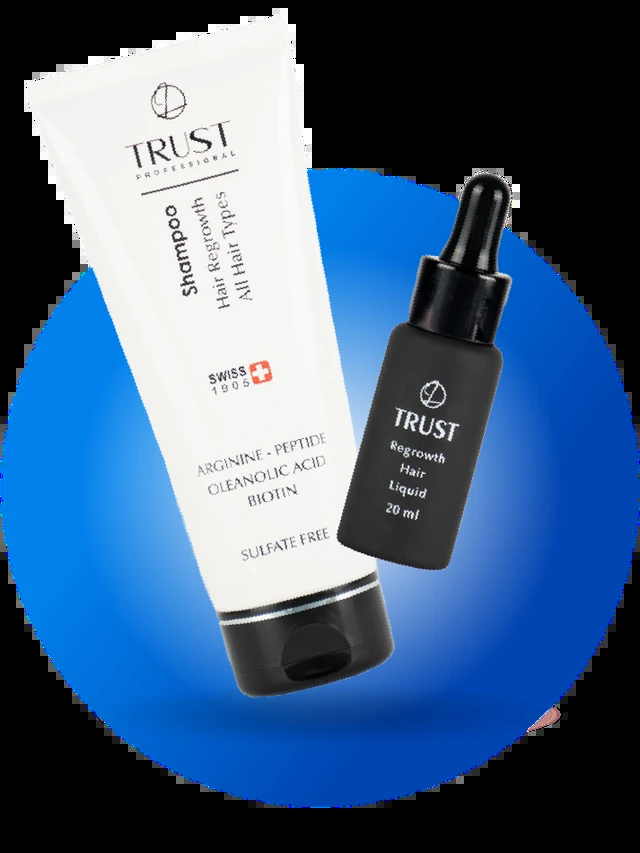 TRUST
PROFESSIONAL
Shampoo
Hair Regrowth
All Hair Types
SWISS
1905
ARGININE - PEPTIDE
OLEANOLIC ACID
BIOTIN
SULFATE FREE
TRUST
Regrowth
Hair
Liquid
20 ml